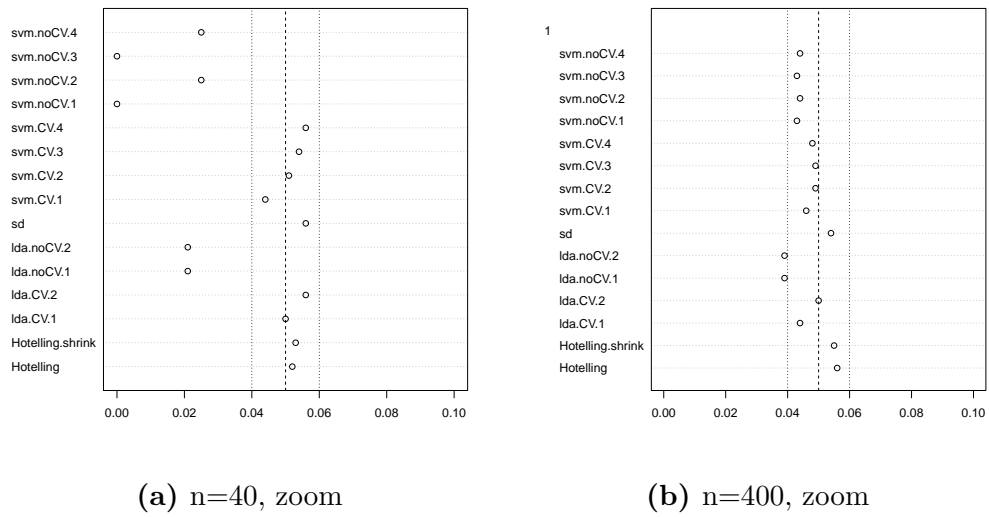 svm.noCV.4
svm.noCV.3
svm.noCV.2
svm.noCV.1
svm.CV.4
svm.CV.3
svm.CV.2
svm.CV.1
sd
lda.noCV.2
lda.noCV.1
lda.CV.2
lda.CV.1
Hotelling.shrink
Hotelling
0.00 0.02 0.04 0.06 0.08 0.10
(a) n=40, zoom
1
svm.noCV.4
svm.noCV.3
svm.noCV.2
svm.noCV.1
svm.CV.4
svm.CV.3
svm.CV.2
svm.CV.1
sd
lda.noCV.2
lda.noCV.1
lda.CV.2
lda.CV.1
Hotelling.shrink
Hotelling
0.00 0.02 0.04 0.06 0.08 0.10
(b) n=400, zoom